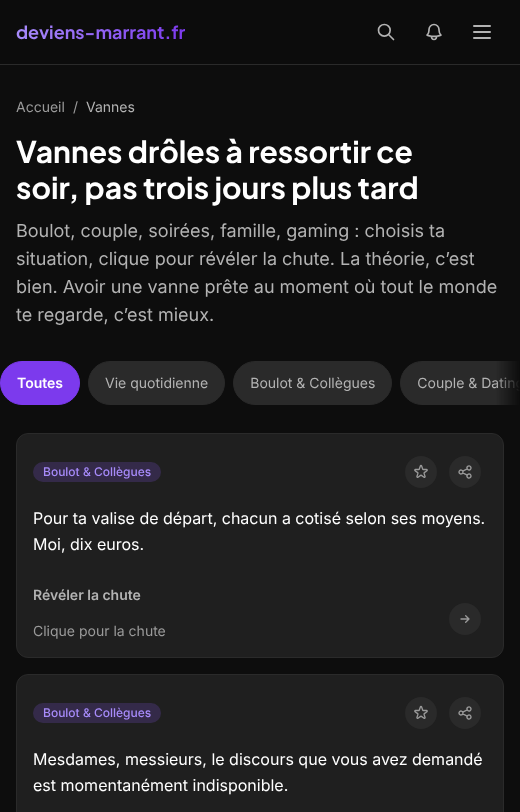 deviens-marrant.fr
Accueil / Vannes
Vannes drôles à ressortir ce
soir, pas trois jours plus tard
Boulot, couple, soirées, famille, gaming : choisis ta
situation, clique pour révéler la chute. La théorie, c’est
bien. Avoir une vanne prête au moment où tout le monde
te regarde, c’est mieux.
Toutes
Vie quotidienne
Boulot & Collègues
Couple & Datin
Boulot & Collègues
Pour ta valise de départ, chacun a cotisé selon ses moyens.
Moi, dix euros.
Révéler la chute
Clique pour la chute
Boulot & Collègues
Mesdames, messieurs, le discours que vous avez demandé
est momentanément indisponible.